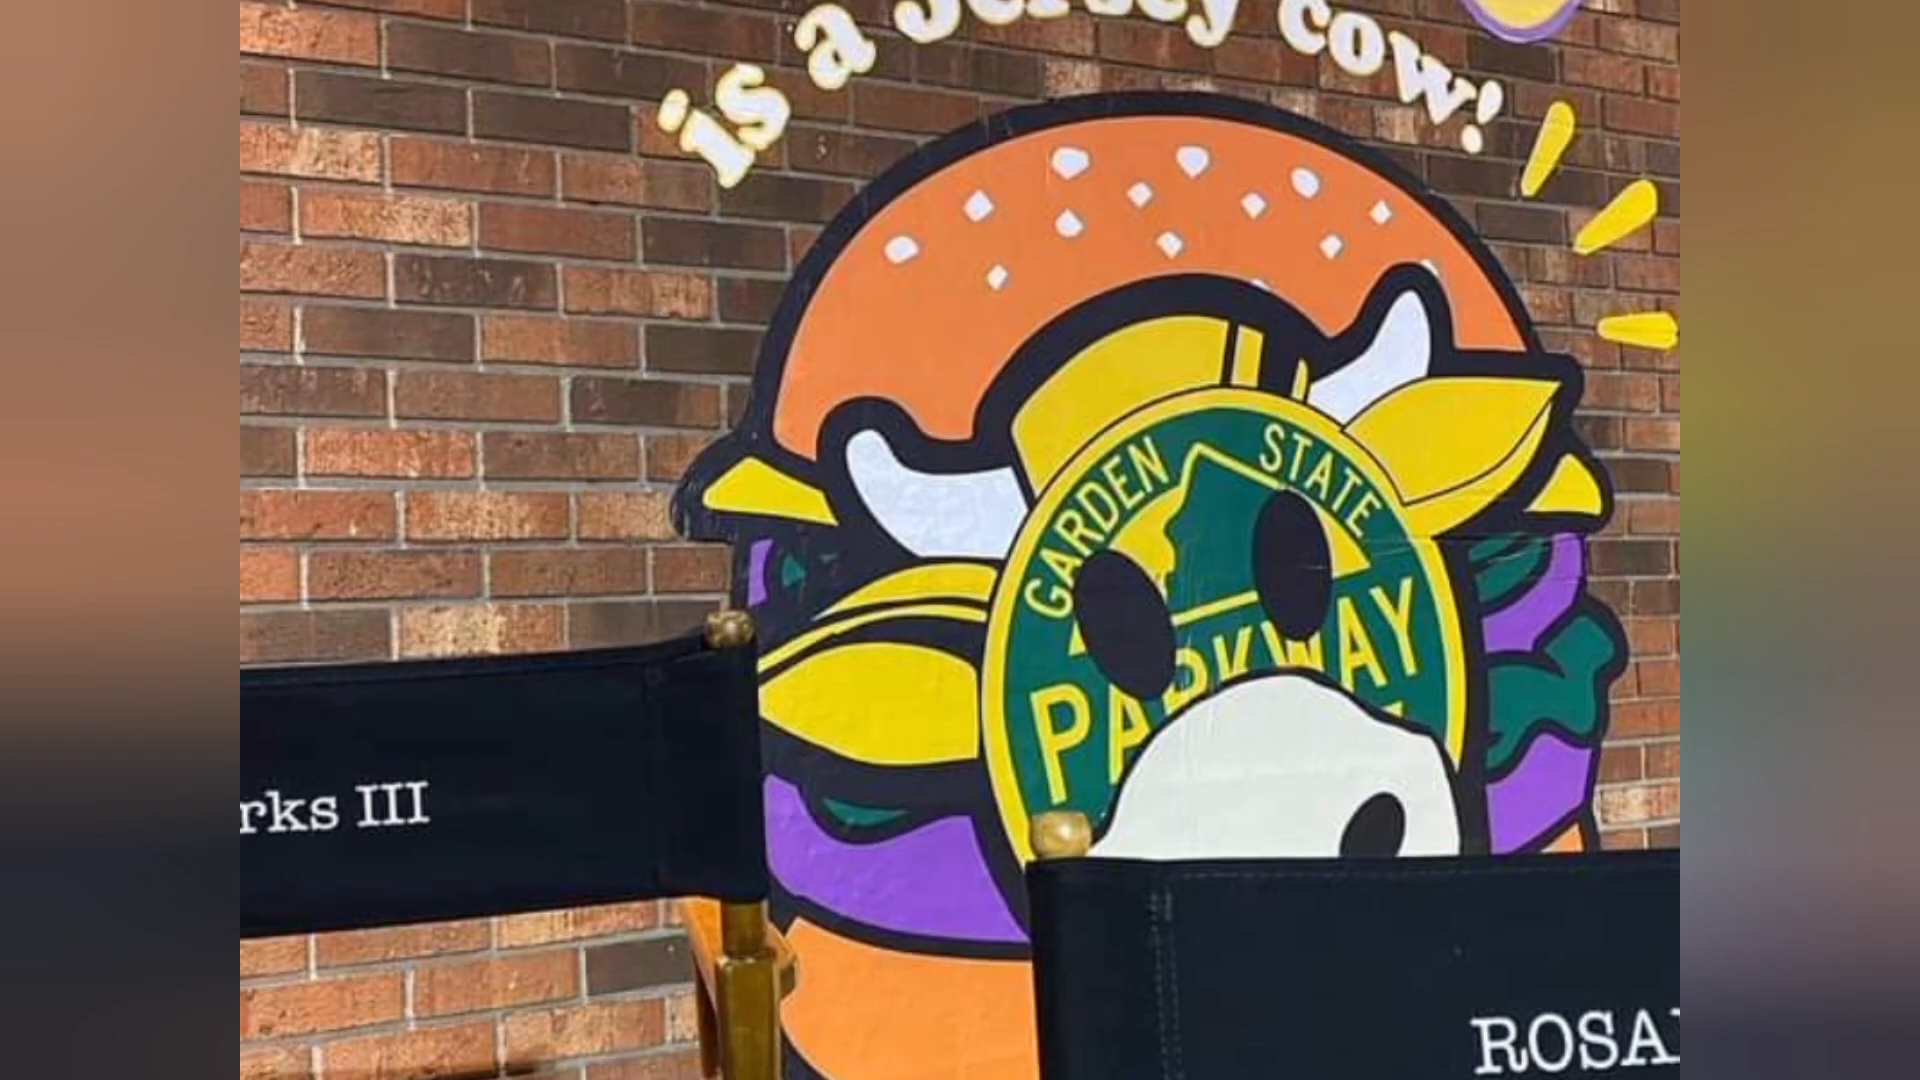 is a Jersey cow!
GARDEN STATE
PARKWAY
rks III
ROSA